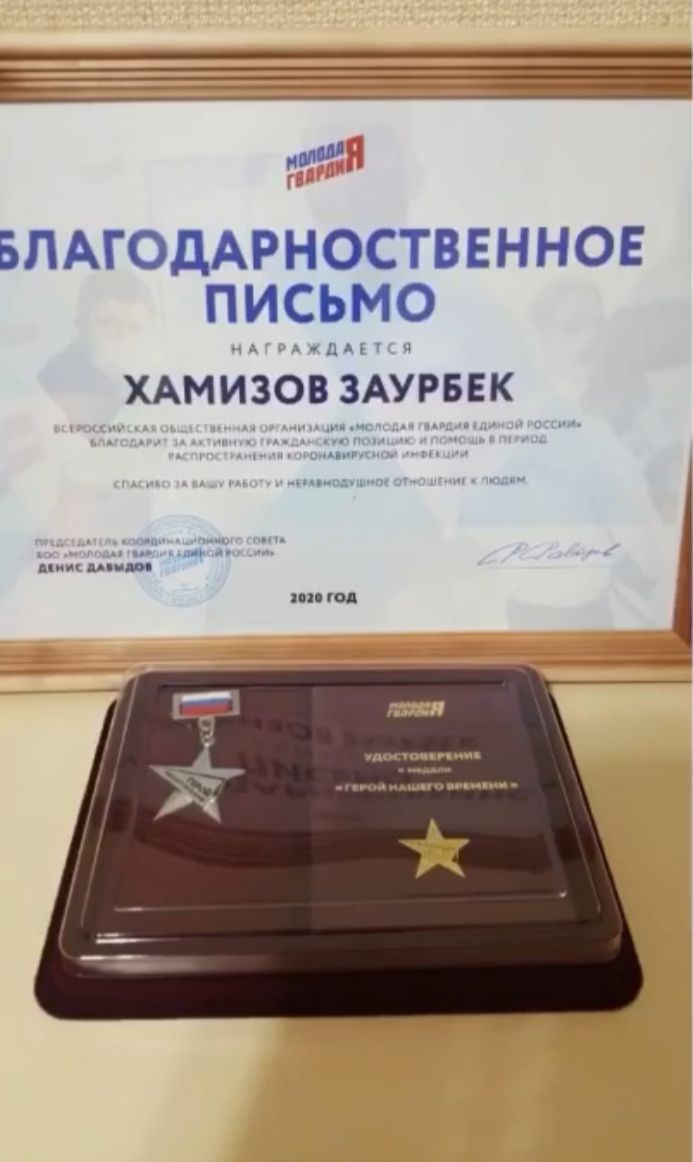 МОЛОДАЯ
ГВАРДИЯ
БЛАГОДАРНОСТВЕННОЕ
ПИСЬМО
НАГРАЖДАЕТСЯ
ХАМИЗОВ ЗАУРБЕК
ВСЕРОССИЙСКАЯ ОБЩЕСТВЕННАЯ ОРГАНИЗАЦИЯ «МОЛОДАЯ ГВАРДИЯ ЕДИНОЙ РОССИИ»
БЛАГОДАРИТ ЗА АКТИВНУЮ ГРАЖДАНСКУЮ ПОЗИЦИЮ И ПОМОЩЬ В ПЕРИОД
РАСПРОСТРАНЕНИЯ КОРОНАВИРУСНОЙ ИНФЕКЦИИ
СПАСИБО ЗА ВАШУ РАБОТУ И НЕРАВНОДУШНОЕ ОТНОШЕНИЕ К ЛЮДЯМ.
ПРЕДСЕДАТЕЛЬ КООРДИНАЦИОННОГО СОВЕТА
ВОО «МОЛОДАЯ ГВАРДИЯ ЕДИНОЙ РОССИИ»
ДЕНИС ДАВЫДОВ
2020 ГОД
МОЛОДАЯ
ГВАРДИЯ
УДОСТОВЕРЕНИЕ
к медали
«ГЕРОЙ НАШЕГО ВРЕМЕНИ»
ГЕРОЙ